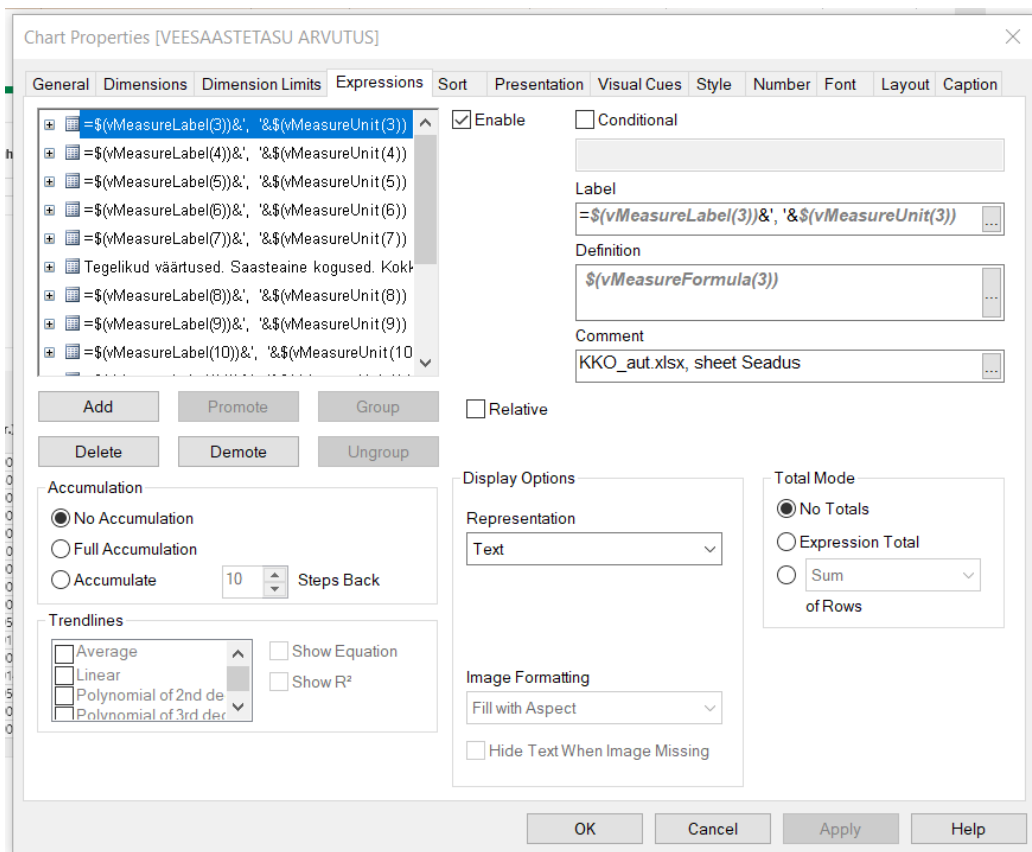 Chart Properties [VEESAASTETASU ARVUTUS]
General Dimensions Dimension Limits Expressions Sort Presentation Visual Cues Style Number Font Layout Caption
=$(vMeasureLabel(3))&', '&$(vMeasureUnit(3))
=$(vMeasureLabel(4))&', '&$(vMeasureUnit(4))
=$(vMeasureLabel(5))&', '&$(vMeasureUnit(5))
=$(vMeasureLabel(6))&', '&$(vMeasureUnit(6))
=$(vMeasureLabel(7))&', '&$(vMeasureUnit(7))
Tegelikud väärtused. Saasteaine kogused. Kokk
=$(vMeasureLabel(8))&', '&$(vMeasureUnit(8))
=$(vMeasureLabel(9))&', '&$(vMeasureUnit(9))
=$(vMeasureLabel(10))&', '&$(vMeasureUnit(10
Add Promote Group
Delete Demote Ungroup
Accumulation
No Accumulation
Full Accumulation
Accumulate 10 Steps Back
Trendlines
Average
Linear
Polynomial of 2nd de
Polynomial of 3rd dec
Show Equation
Show R²
Enable Conditional
Label
=$(vMeasureLabel(3))&', '&$(vMeasureUnit(3))
...
Definition
$(vMeasureFormula(3))
...
Comment
KKO_aut.xlsx, sheet Seadus
...
Relative
Display Options
Representation
Text
Image Formatting
Fill with Aspect
Hide Text When Image Missing
Total Mode
No Totals
Expression Total
Sum
of Rows
OK Cancel Apply Help